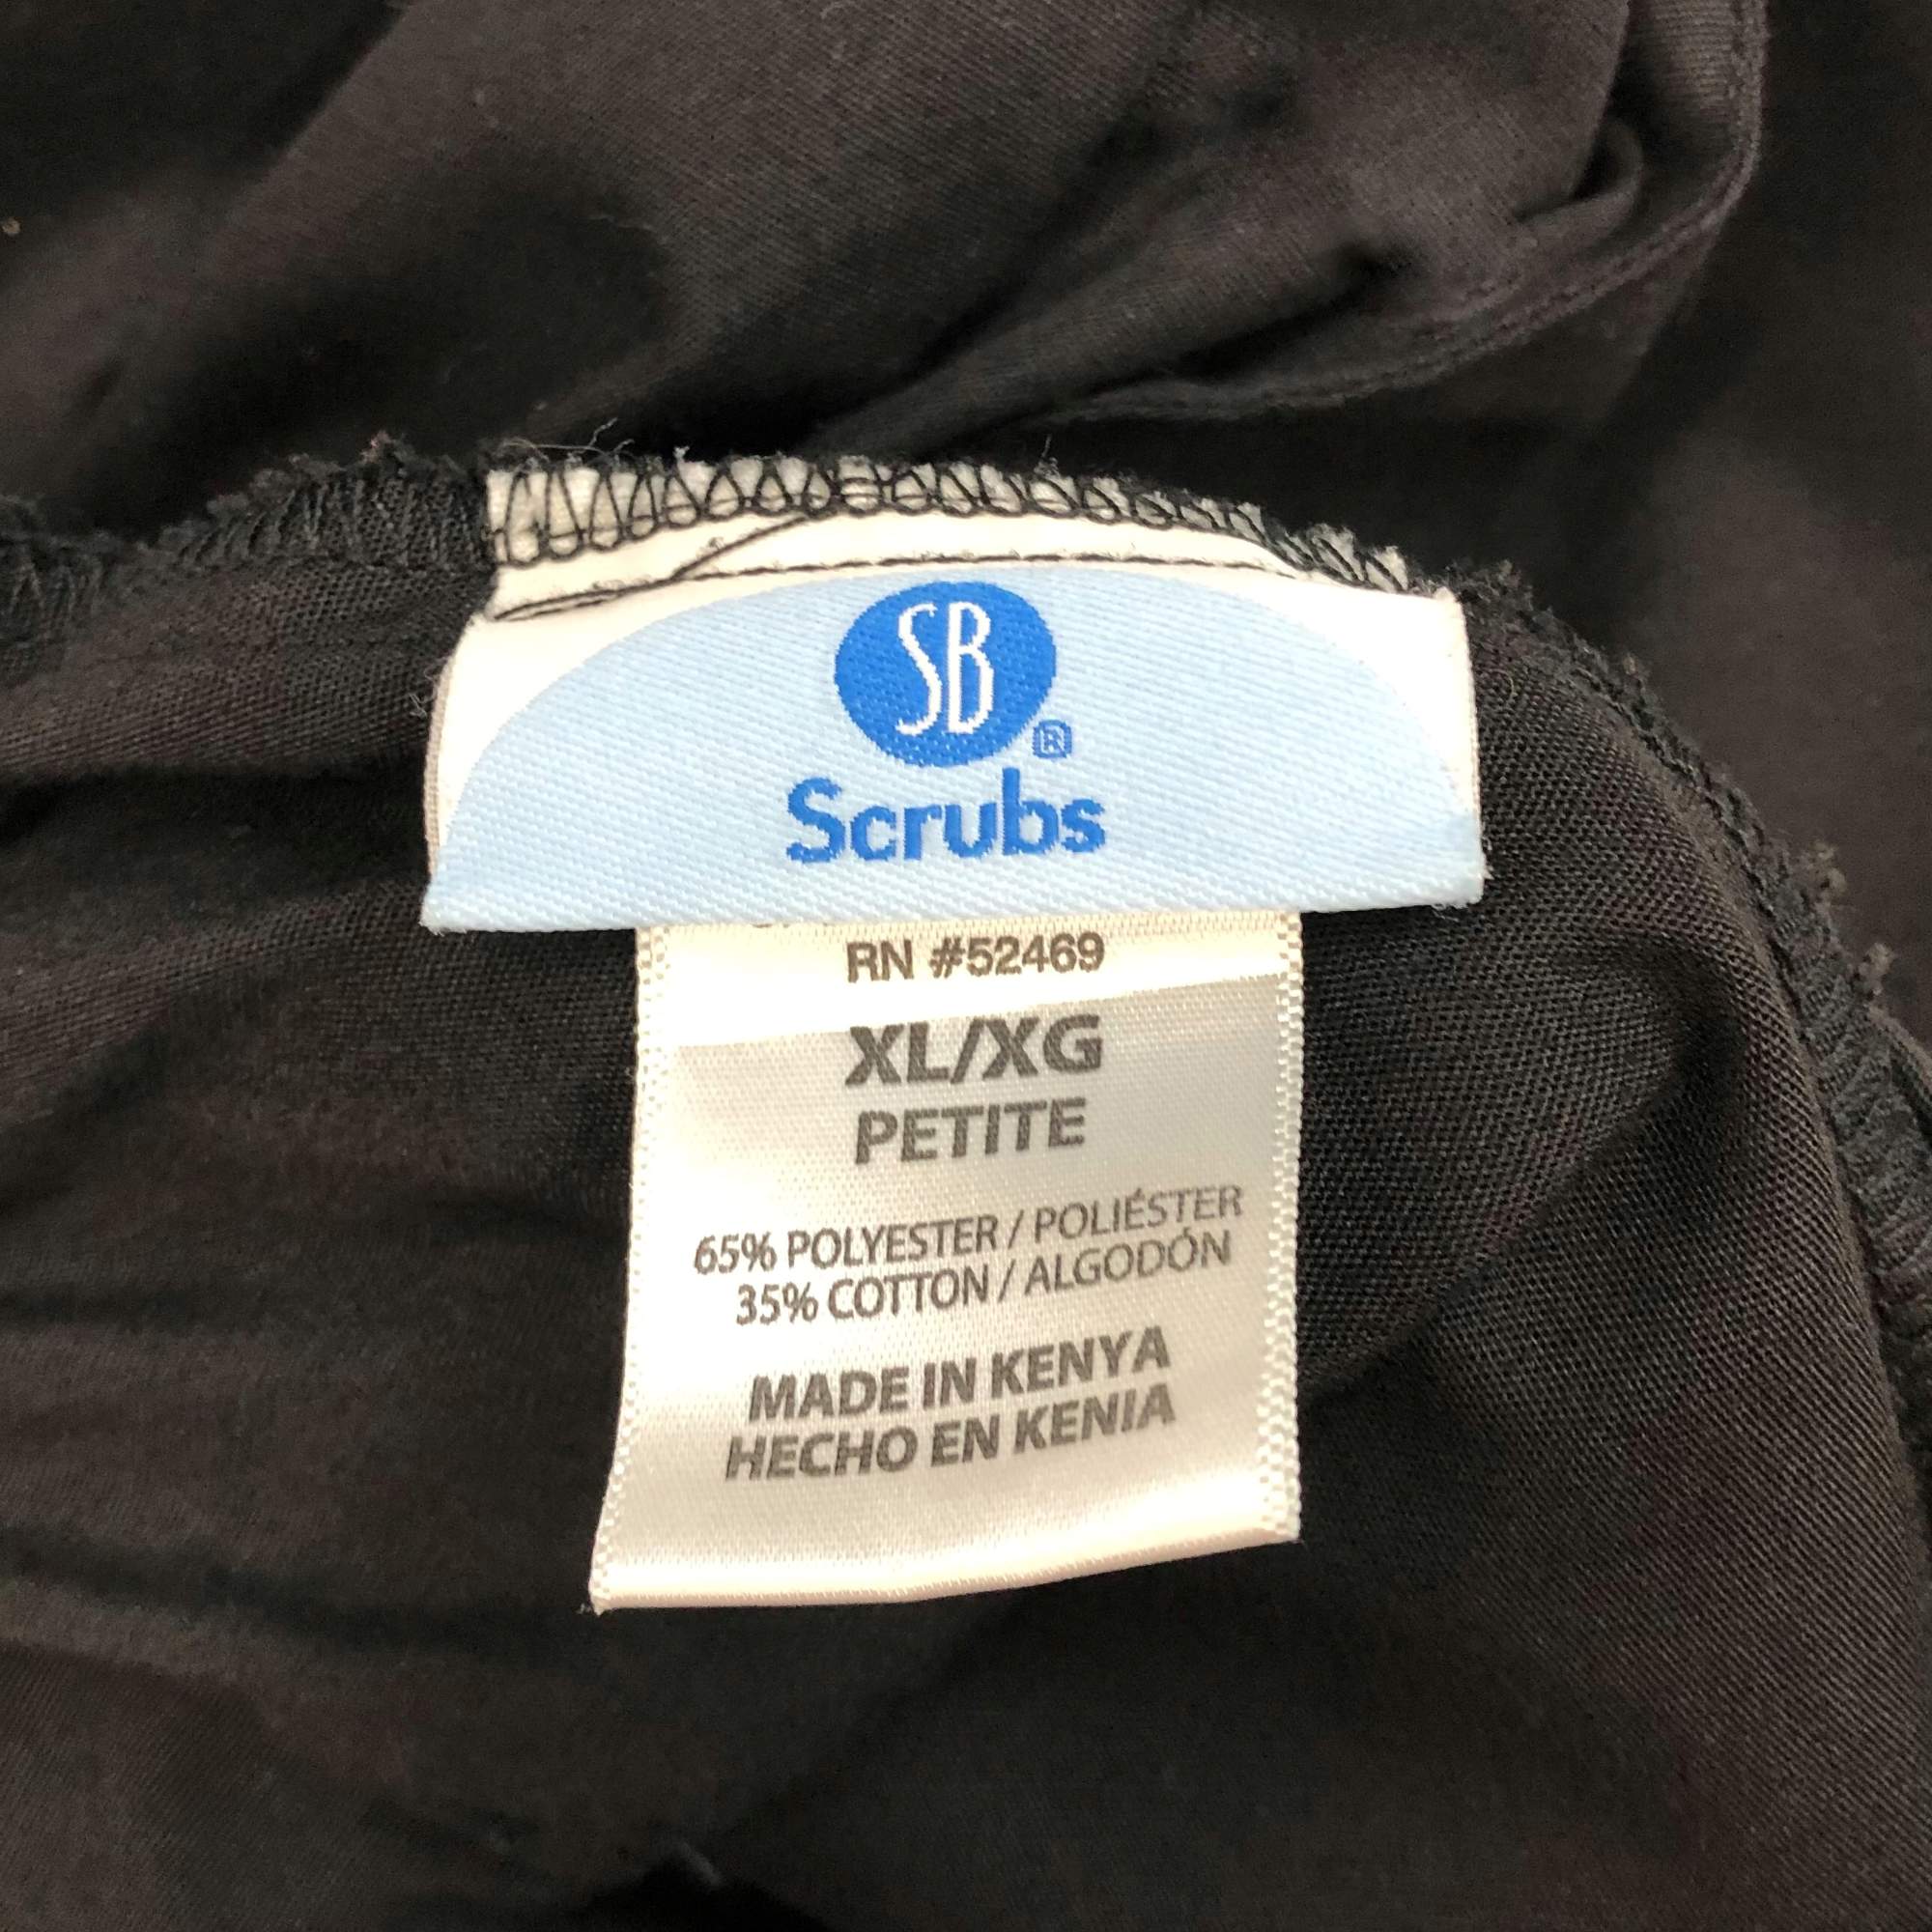 SB
®
Scrubs
RN #52469
XL/XG
PETITE
65% POLYESTER / POLIÉSTER
35% COTTON / ALGODÓN
MADE IN KENYA
HECHO EN KENIA